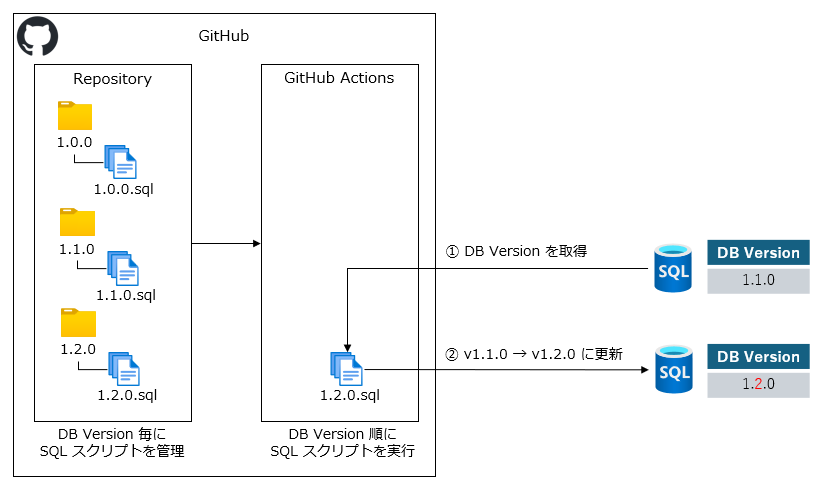 GitHub
Repository
1.0.0
1.0.0.sql
1.1.0
1.1.0.sql
1.2.0
1.2.0.sql
DB Version 毎に
SQL スクリプトを管理
GitHub Actions
1.2.0.sql
DB Version 順に
SQL スクリプトを実行
① DB Version を取得
SQL
DB Version
1.1.0
② v1.1.0 → v1.2.0 に更新
SQL
DB Version
1.2.0